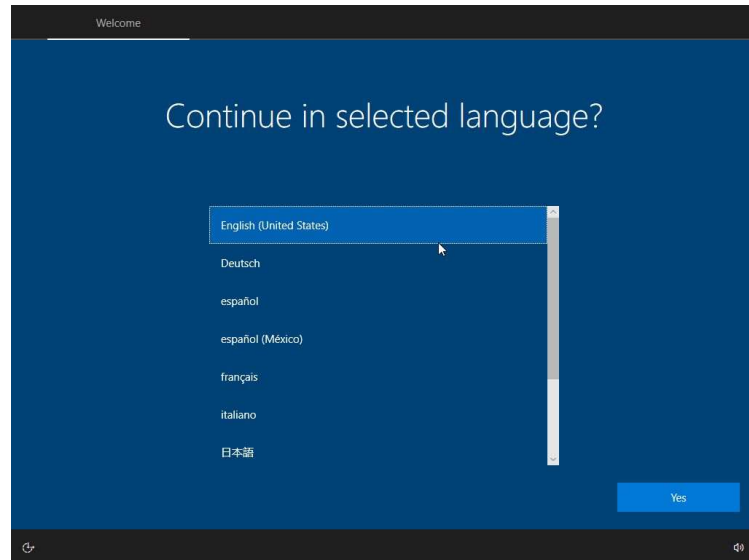 Welcome
Continue in selected language?
English (United States)
Deutsch
español
español (México)
français
italiano
日本語
Yes